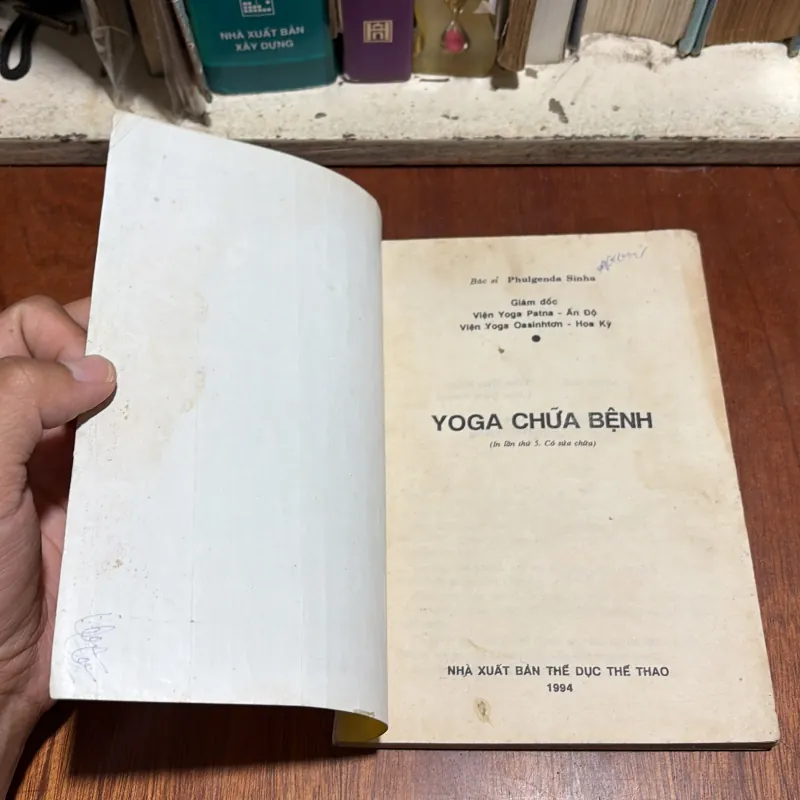 NHÀ XUẤT BẢN
XÂY DỰNG
Bác sĩ Phulgenda Sinha
Giám đốc
Viện Yoga Patna - Ấn Độ
Viện Yoga Oasinhtơn - Hoa Kỳ
YOGA CHỮA BỆNH
(In lần thứ 5. Có sửa chữa)
NHÀ XUẤT BẢN THỂ DỤC THỂ THAO
1994